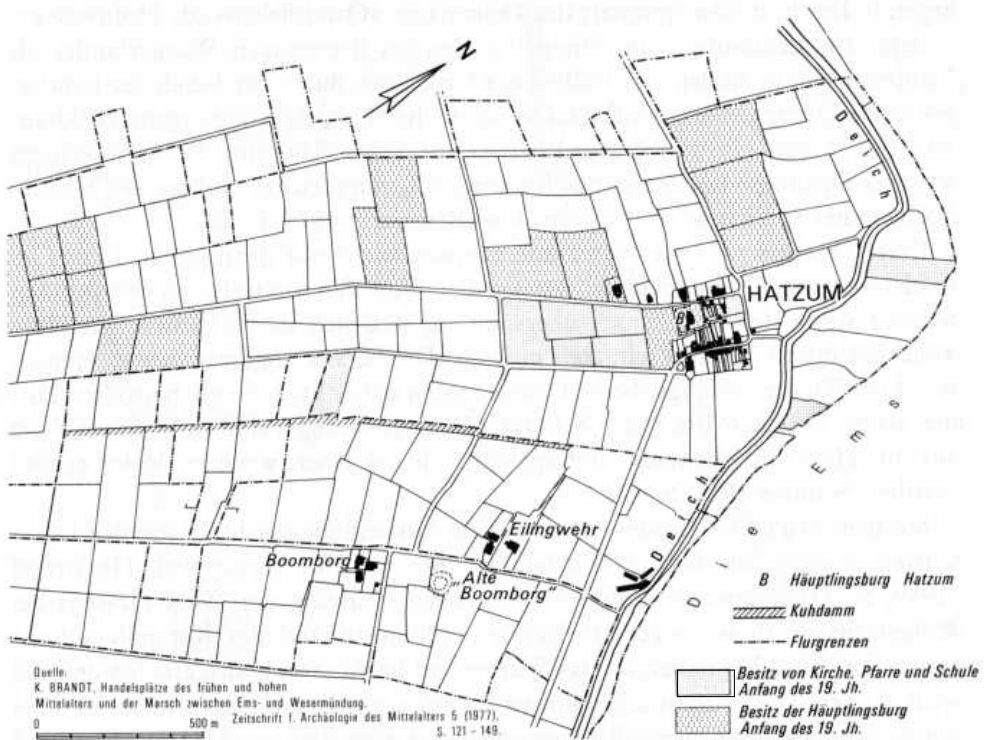 N
Deich
HATZUM
B
Eilingwehr
Boomborg
„Alte
Boomborg"
Deich
Die Ems
B Häuptlingsburg Hatzum
Kuhdamm
Flurgrenzen
Besitz von Kirche, Pfarre und Schule
Anfang des 19. Jh.
Besitz der Häuptlingsburg
Anfang des 19. Jh.
Quelle:
K. BRANDT, Handelsplätze des frühen und hohen
Mittelalters und der Marsch zwischen Ems- und Wesermündung.
Zeitschrift f. Archäologie des Mittelalters 5 (1977),
S. 121 - 149.
0 500 m